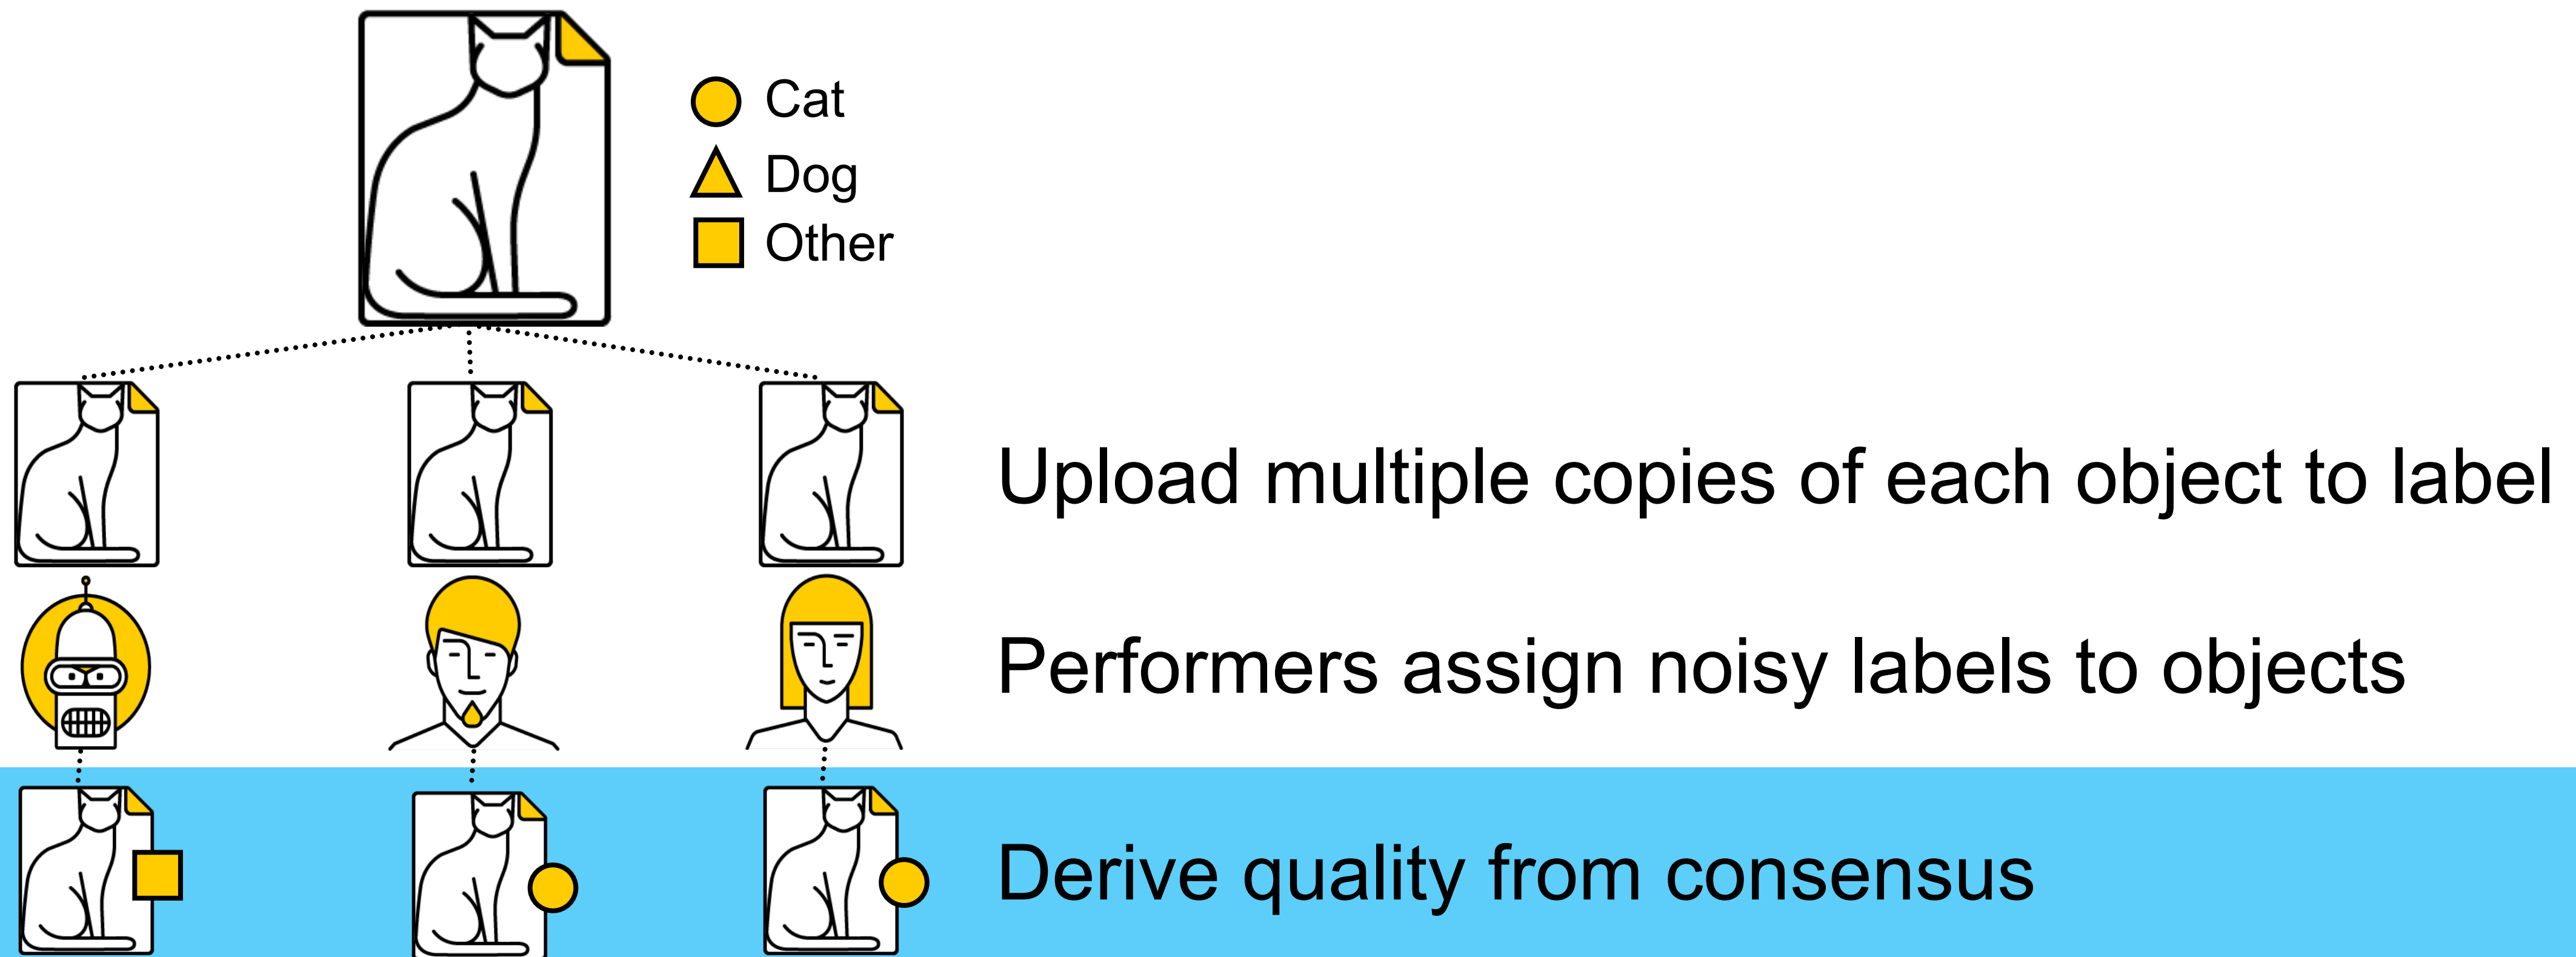 Cat
Dog
Other
Upload multiple copies of each object to label
Performers assign noisy labels to objects
Derive quality from consensus